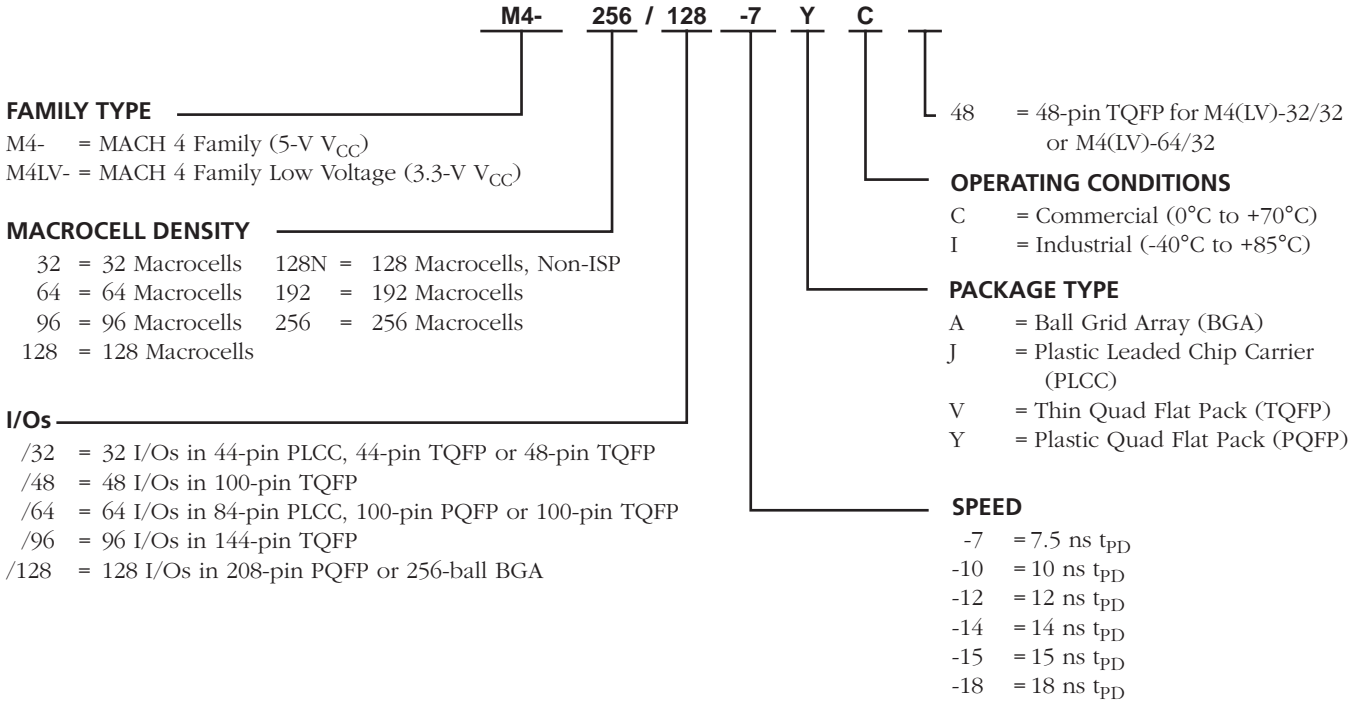 M4- 256 / 128 -7 Y C
FAMILY TYPE
M4- = MACH 4 Family (5-V VCC)
M4LV- = MACH 4 Family Low Voltage (3.3-V VCC)
MACROCELL DENSITY
32 = 32 Macrocells 128N = 128 Macrocells, Non-ISP
64 = 64 Macrocells 192 = 192 Macrocells
96 = 96 Macrocells 256 = 256 Macrocells
128 = 128 Macrocells
I/Os
/32 = 32 I/Os in 44-pin PLCC, 44-pin TQFP or 48-pin TQFP
/48 = 48 I/Os in 100-pin TQFP
/64 = 64 I/Os in 84-pin PLCC, 100-pin PQFP or 100-pin TQFP
/96 = 96 I/Os in 144-pin TQFP
/128 = 128 I/Os in 208-pin PQFP or 256-ball BGA
48 = 48-pin TQFP for M4(LV)-32/32
or M4(LV)-64/32
OPERATING CONDITIONS
C = Commercial (0°C to +70°C)
I = Industrial (-40°C to +85°C)
PACKAGE TYPE
A = Ball Grid Array (BGA)
J = Plastic Leaded Chip Carrier
(PLCC)
V = Thin Quad Flat Pack (TQFP)
Y = Plastic Quad Flat Pack (PQFP)
SPEED
-7 = 7.5 ns tPD
-10 = 10 ns tPD
-12 = 12 ns tPD
-14 = 14 ns tPD
-15 = 15 ns tPD
-18 = 18 ns tPD